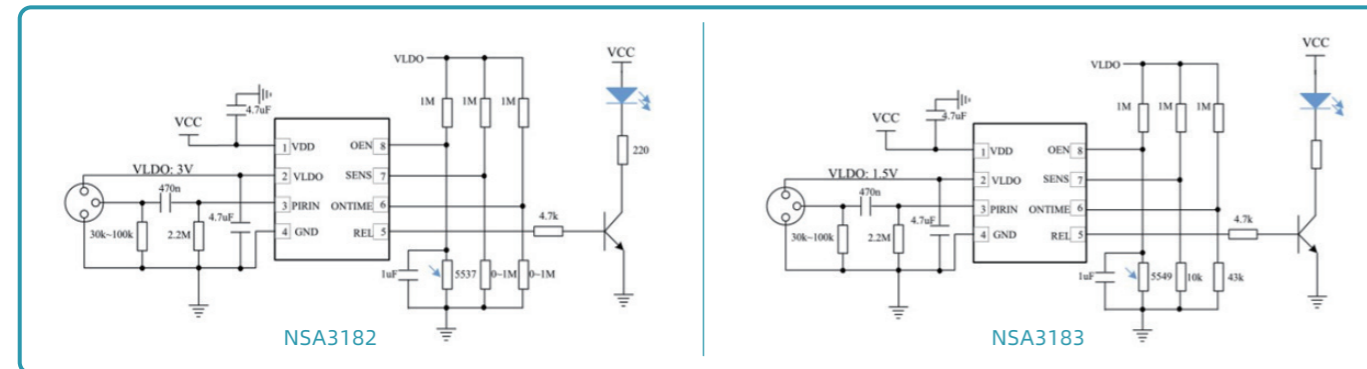 VCC
VLDO
4.7uF
1M
1M
1M
VCC
220
1 VDD
OEN 8
VLDO: 3V
2 VLDO
SENS 7
470n
3 PIRIN
ONTIME 6
4.7uF
4.7k
30k~100k
2.2M
4 GND
REL 5
1uF
5537
0~1M
0~1M
NSA3182
VCC
VLDO
4.7uF
1M
1M
1M
VCC
1 VDD
OEN 8
VLDO: 1.5V
2 VLDO
SENS 7
470n
3 PIRIN
ONTIME 6
4.7uF
4.7k
30k~100k
2.2M
4 GND
REL 5
1uF
5549
10k
43k
NSA3183